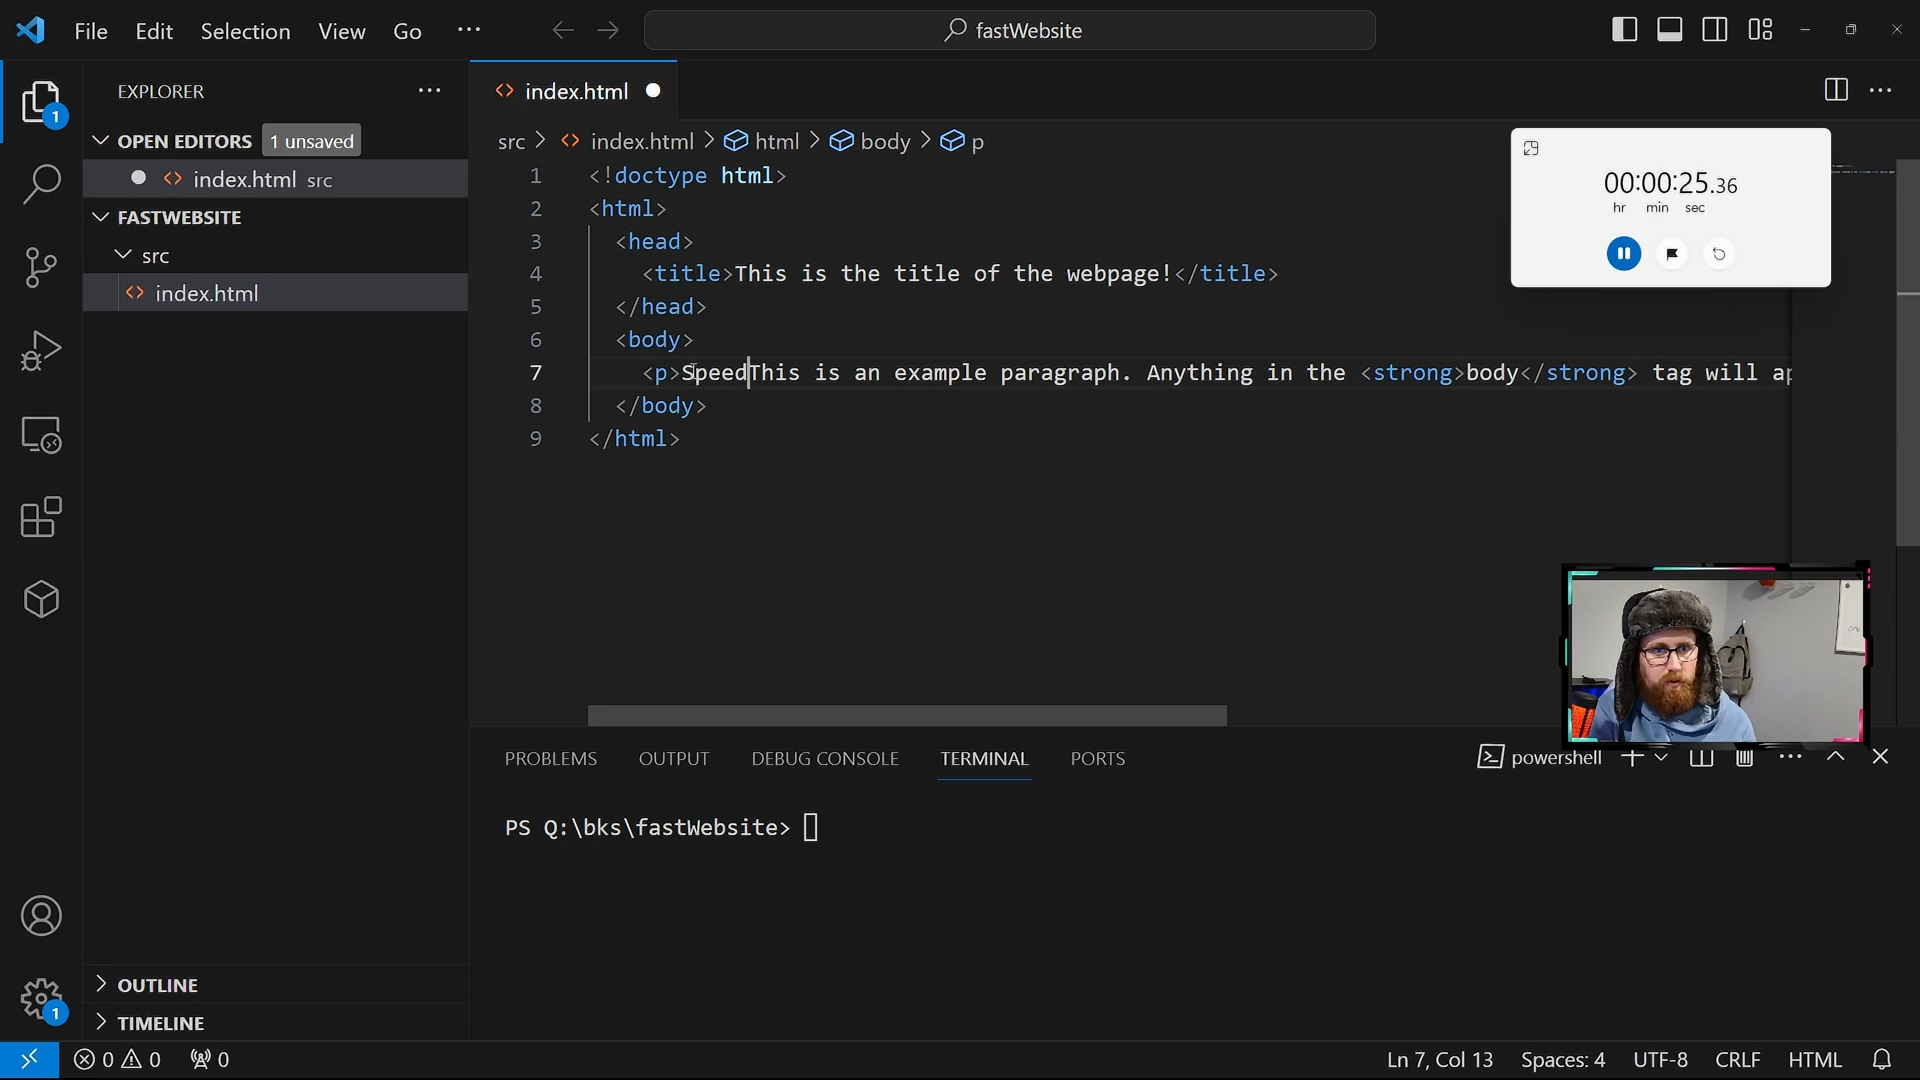 File Edit Selection View Go ···
fastWebsite
EXPLORER ···
1
OPEN EDITORS 1 unsaved
index.html src
FASTWEBSITE
src
index.html
index.html
src > index.html > html > body > p
1 <!doctype html>
2 <html>
3 <head>
4 <title>This is the title of the webpage!</title>
5 </head>
6 <body>
7 <p>SpeedThis is an example paragraph. Anything in the <strong>body</strong> tag will ap
8 </body>
9 </html>
00:00:25.36
hr min sec
PROBLEMS OUTPUT DEBUG CONSOLE TERMINAL PORTS
powershell
PS Q:\bks\fastWebsite>
OUTLINE
1
TIMELINE
0 0 0
Ln 7, Col 13 Spaces: 4 UTF-8 CRLF HTML